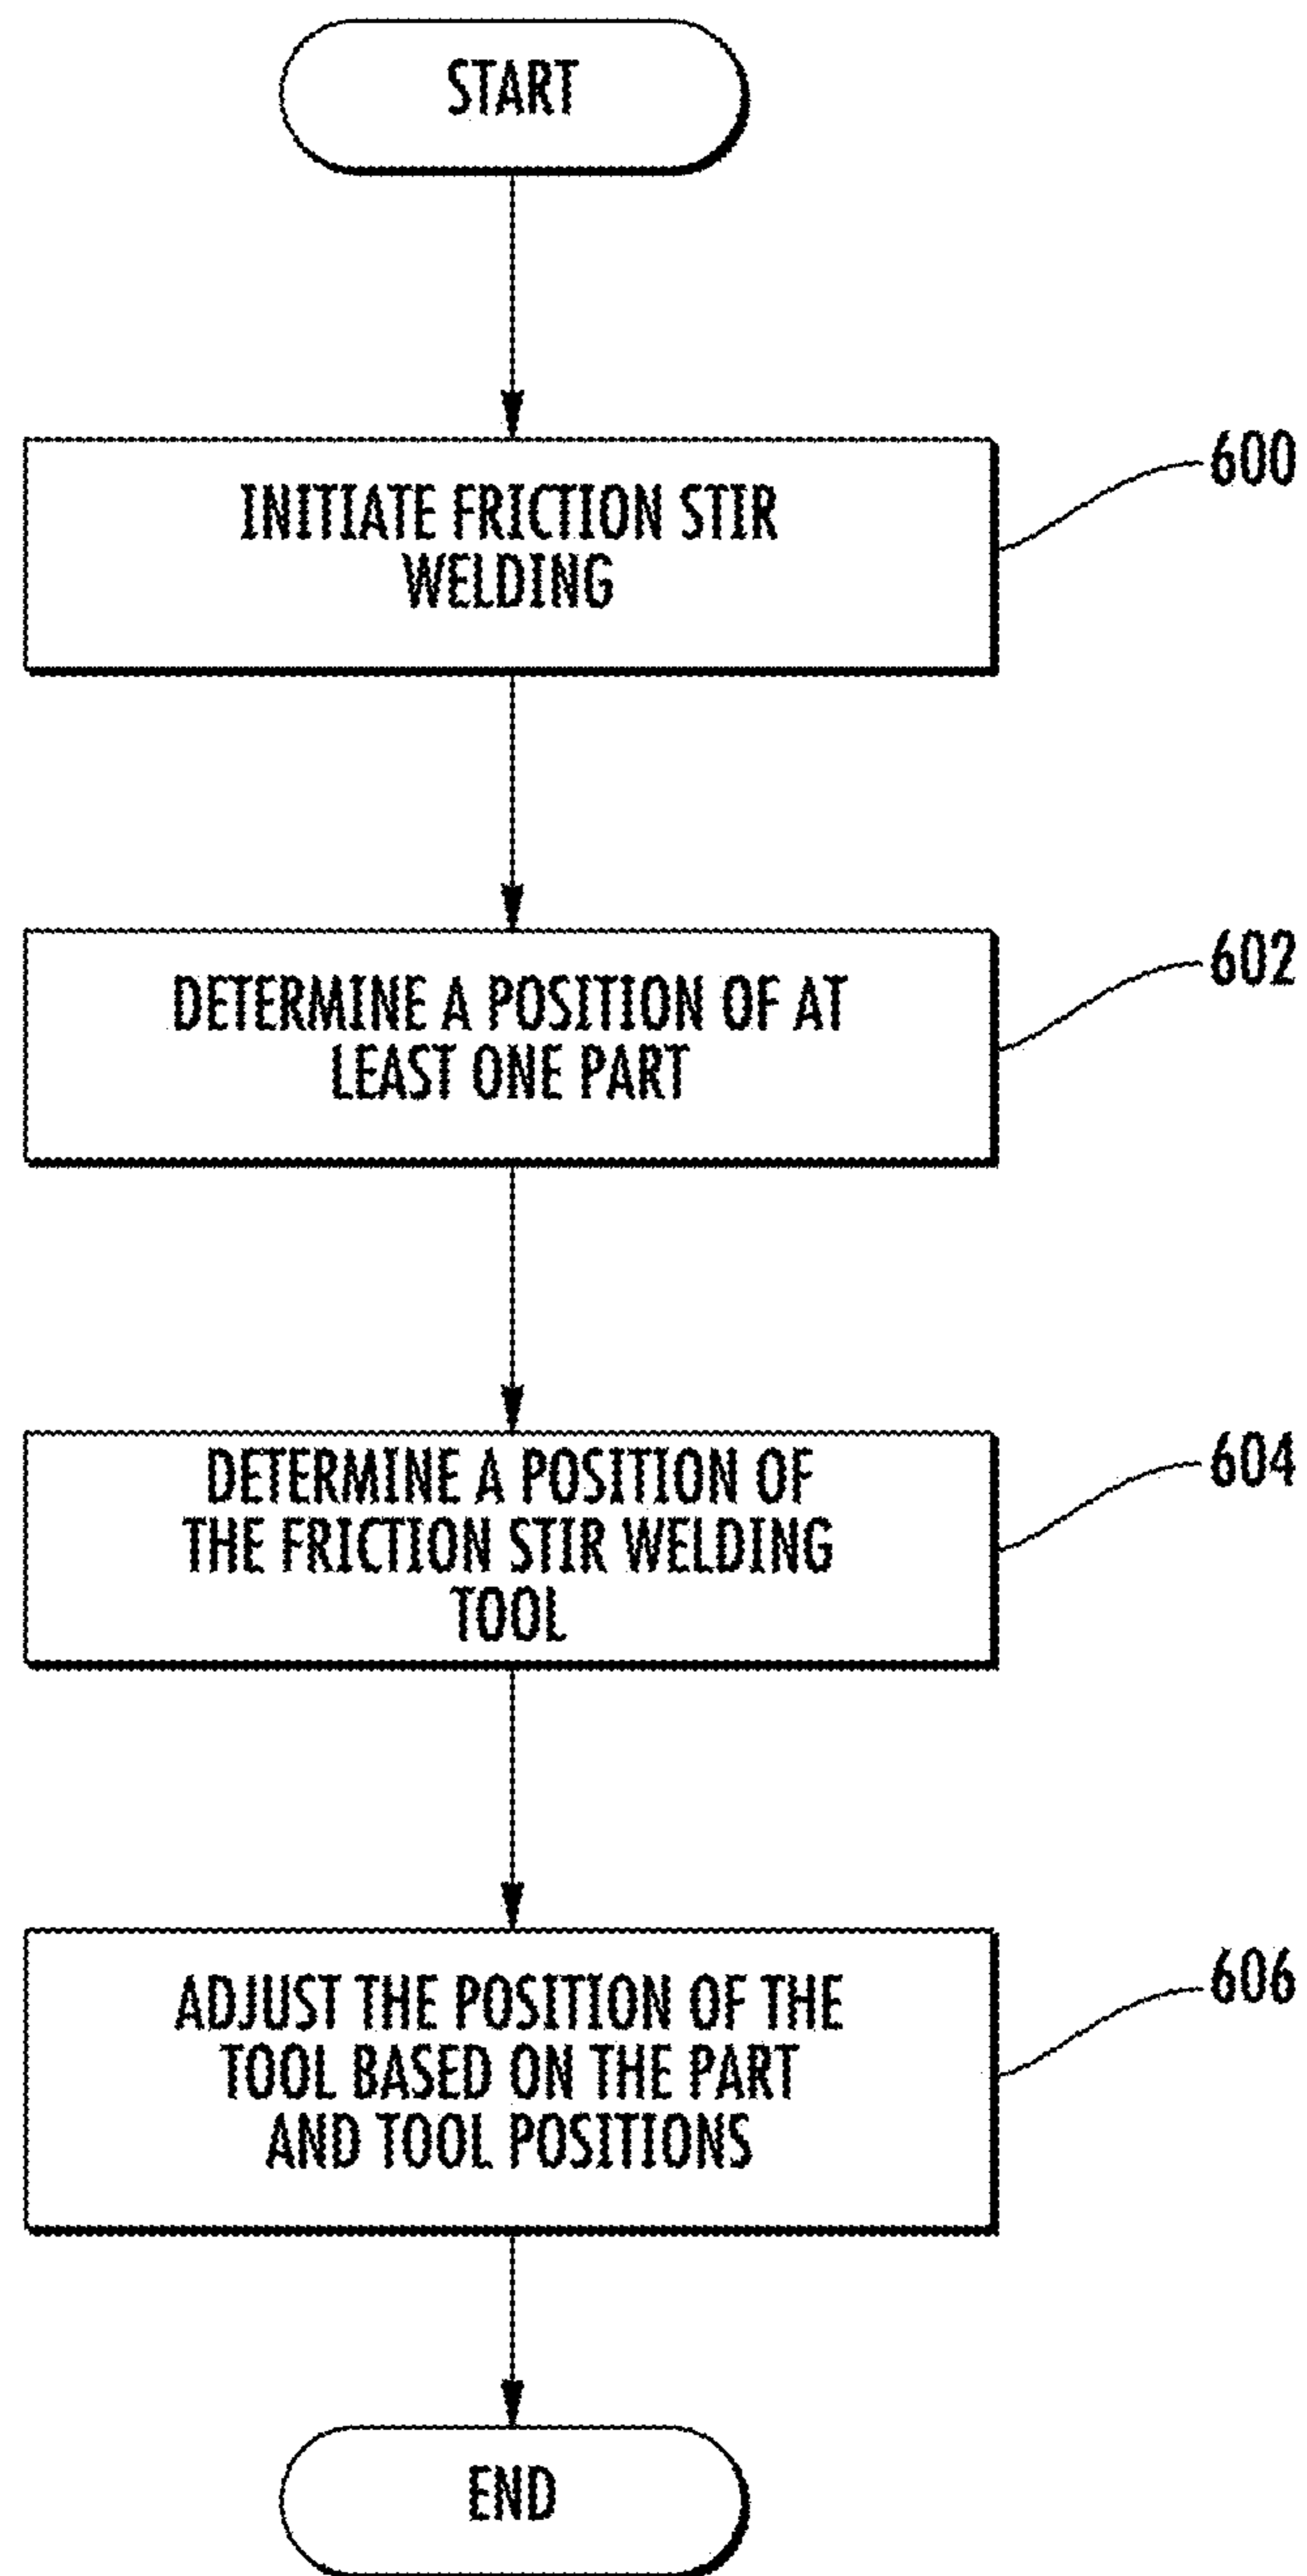 START
INITIATE FRICTION STIR
WELDING
600
DETERMINE A POSITION OF AT
LEAST ONE PART
602
DETERMINE A POSITION OF
THE FRICTION STIR WELDING
TOOL
604
ADJUST THE POSITION OF THE
TOOL BASED ON THE PART
AND TOOL POSITIONS
606
END